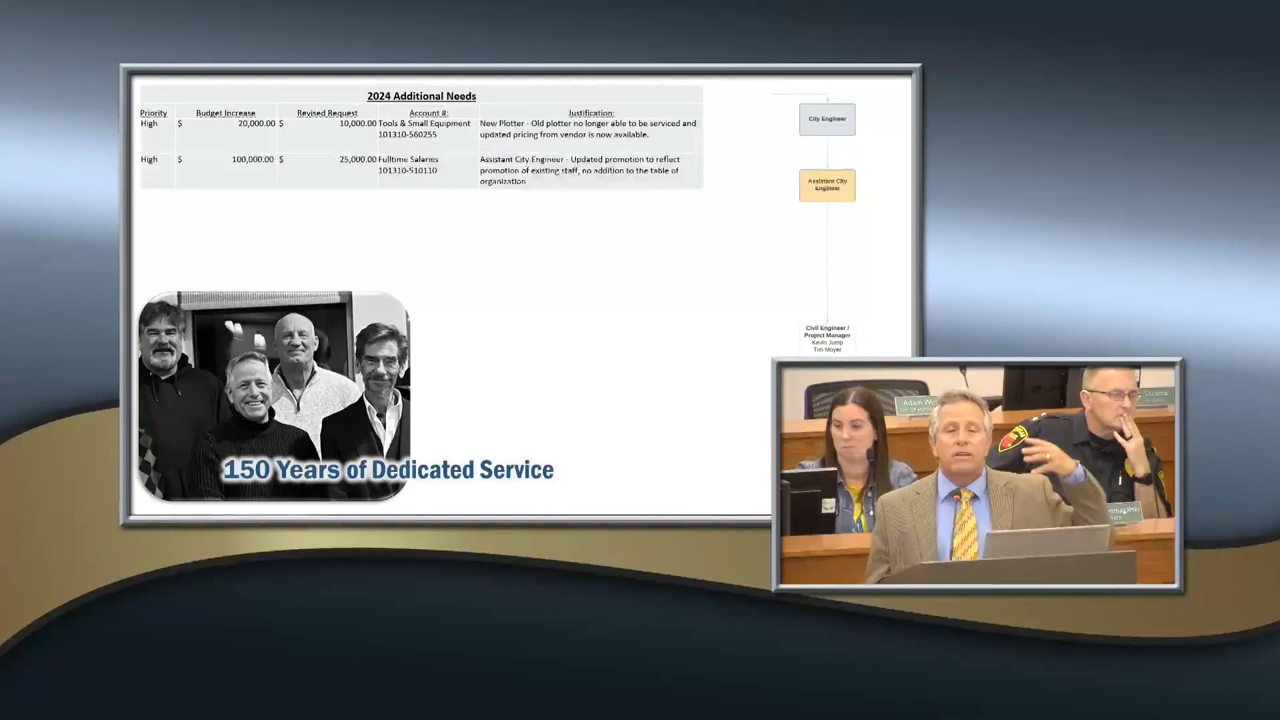 2024 Additional Needs
Priority Budget Increase Revised Request Account #: Justification:
High $ 20,000.00 $ 10,000.00 Tools & Small Equipment New Plotter - Old plotter no longer able to be serviced and
101310-560255 updated pricing from vendor is now available.
High $ 100,000.00 $ 25,000.00 Fulltime Salaries Assistant City Engineer - Updated promotion to reflect
101310-510110 promotion of existing staff, no addition to the table of
organization
City Engineer
Assistant City
Engineer
Civil Engineer /
Project Manager
Kevin Jump
Tim Moyer
150 Years of Dedicated Service
Adam